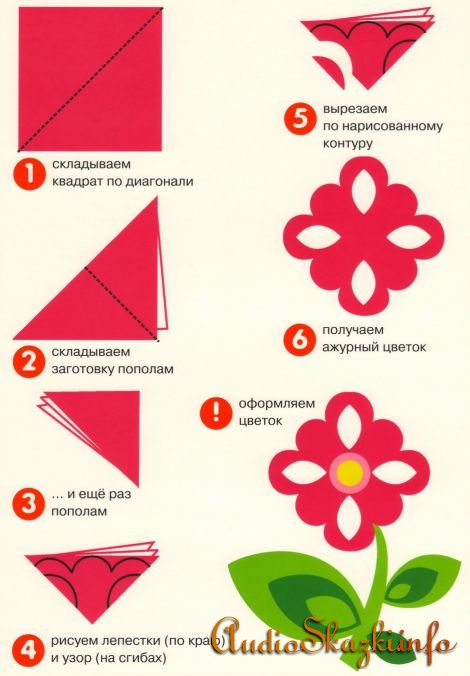 1 складываем
квадрат по диагонали
2 складываем
заготовку пополам
3 ... и ещё раз
пополам
4 рисуем лепестки (по краю)
и узор (на сгибах)
5 вырезаем
по нарисованному
контуру
6 получаем
ажурный цветок
! оформляем
цветок
AudioSkazki.info